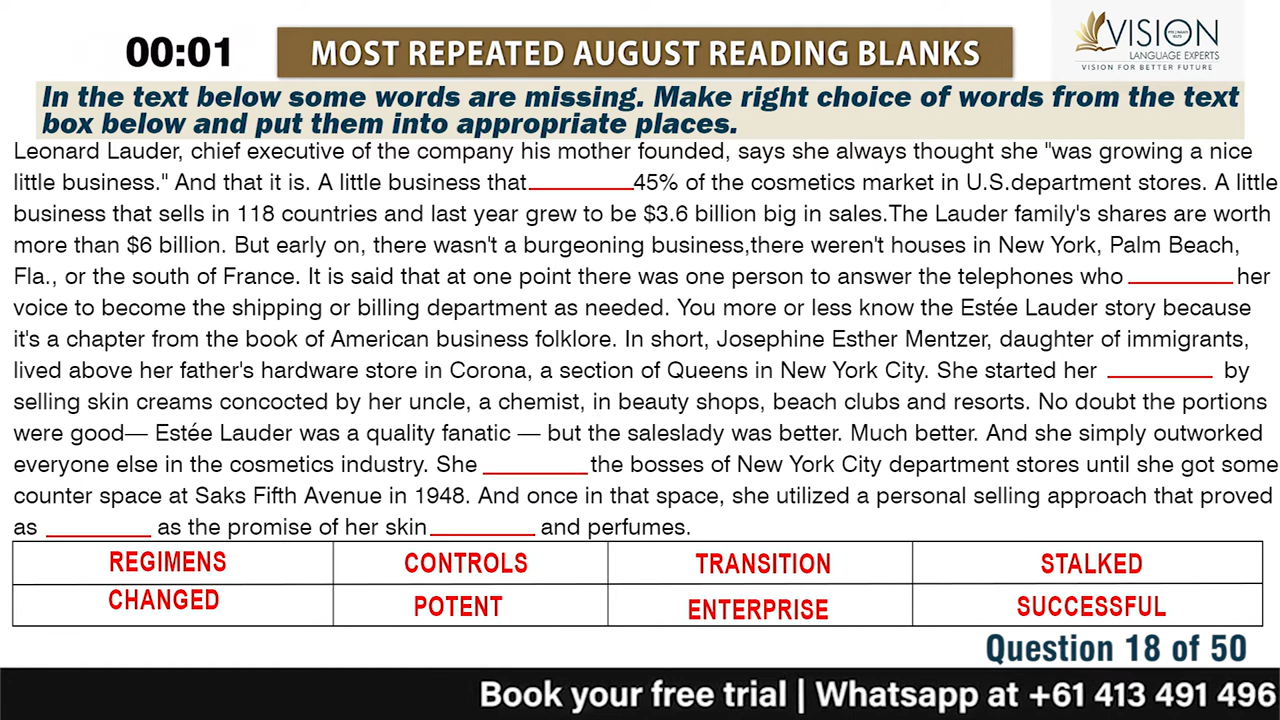 00:01
MOST REPEATED AUGUST READING BLANKS
VISION
LANGUAGE EXPERTS
VISION FOR BETTER FUTURE
In the text below some words are missing. Make right choice of words from the text
box below and put them into appropriate places.
Leonard Lauder, chief executive of the company his mother founded, says she always thought she "was growing a nice
little business." And that it is. A little business that__________45% of the cosmetics market in U.S.department stores. A little
business that sells in 118 countries and last year grew to be $3.6 billion big in sales.The Lauder family's shares are worth
more than $6 billion. But early on, there wasn't a burgeoning business,there weren't houses in New York, Palm Beach,
Fla., or the south of France. It is said that at one point there was one person to answer the telephones who __________ her
voice to become the shipping or billing department as needed. You more or less know the Estée Lauder story because
it's a chapter from the book of American business folklore. In short, Josephine Esther Mentzer, daughter of immigrants,
lived above her father's hardware store in Corona, a section of Queens in New York City. She started her __________ by
selling skin creams concocted by her uncle, a chemist, in beauty shops, beach clubs and resorts. No doubt the portions
were good— Estée Lauder was a quality fanatic — but the saleslady was better. Much better. And she simply outworked
everyone else in the cosmetics industry. She __________the bosses of New York City department stores until she got some
counter space at Saks Fifth Avenue in 1948. And once in that space, she utilized a personal selling approach that proved
as __________ as the promise of her skin__________ and perfumes.
REGIMENS CONTROLS TRANSITION STALKED
CHANGED POTENT ENTERPRISE SUCCESSFUL
Question 18 of 50
Book your free trial | Whatsapp at +61 413 491 496